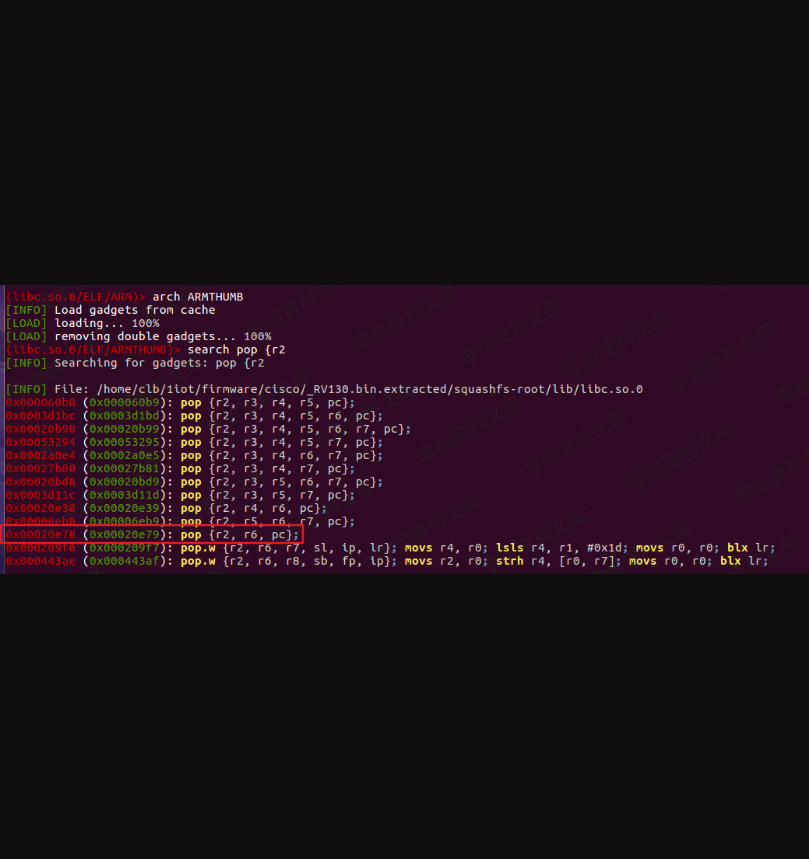 (libc.so.0/ELF/ARM)> arch ARMTHUMB
[INFO] Load gadgets from cache
[LOAD] loading... 100%
[LOAD] removing double gadgets... 100%
(libc.so.0/ELF/ARMTHUMB)> search pop {r2
[INFO] Searching for gadgets: pop {r2
[INFO] File: /home/clb/1iot/firmware/cisco/_RV130.bin.extracted/squashfs-root/lib/libc.so.0
0x000060b8 (0x000060b9): pop {r2, r3, r4, r5, pc};
0x0003d1bc (0x0003d1bd): pop {r2, r3, r4, r5, r6, pc};
0x00020b98 (0x00020b99): pop {r2, r3, r4, r5, r6, r7, pc};
0x00053294 (0x00053295): pop {r2, r3, r4, r5, r7, pc};
0x0002a0e4 (0x0002a0e5): pop {r2, r3, r4, r6, r7, pc};
0x00027b80 (0x00027b81): pop {r2, r3, r4, r7, pc};
0x00020bd8 (0x00020bd9): pop {r2, r3, r5, r6, r7, pc};
0x0003d11c (0x0003d11d): pop {r2, r3, r5, r7, pc};
0x00020e38 (0x00020e39): pop {r2, r4, r6, pc};
0x00006eb8 (0x00006eb9): pop {r2, r5, r6, r7, pc};
0x00020e78 (0x00020e79): pop {r2, r6, pc};
0x000209f6 (0x000209f7): pop.w {r2, r6, r7, sl, ip, lr}; movs r4, r0; lsls r4, r1, #0x1d; movs r0, r0; blx lr;
0x000443ae (0x000443af): pop.w {r2, r6, r8, sb, fp, ip}; movs r2, r0; strh r4, [r0, r7]; movs r0, r0; blx lr;
零组资料文库